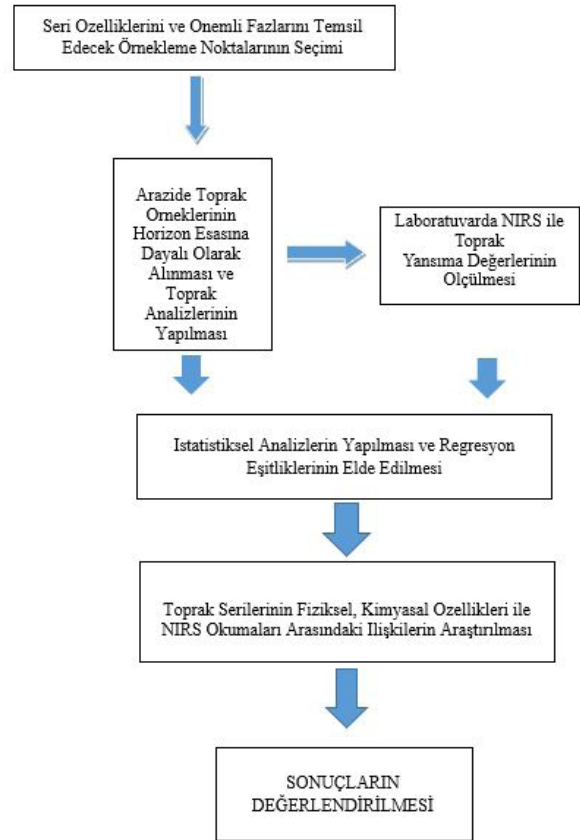 Seri Ozelliklerini ve Onemli Fazlarını Temsil
Edecek Örnekleme Noktalarının Seçimi
Arazide Toprak
Orneklerinin
Horizon Esasına
Dayalı Olarak
Alınması ve
Toprak
Analizlerinin
Yapılması
Laboratuvarda NIRS ile
Toprak
Yansıma Değerlerinin
Olçülmesi
Istatistiksel Analizlerin Yapılması ve Regresyon
Eşitliklerinin Elde Edilmesi
Toprak Serilerinin Fiziksel, Kimyasal Ozellikleri ile
NIRS Okumaları Arasındaki Ilişkilerin Araştırılması
SONUÇLARIN
DEĞERLENDİRİLMESİ